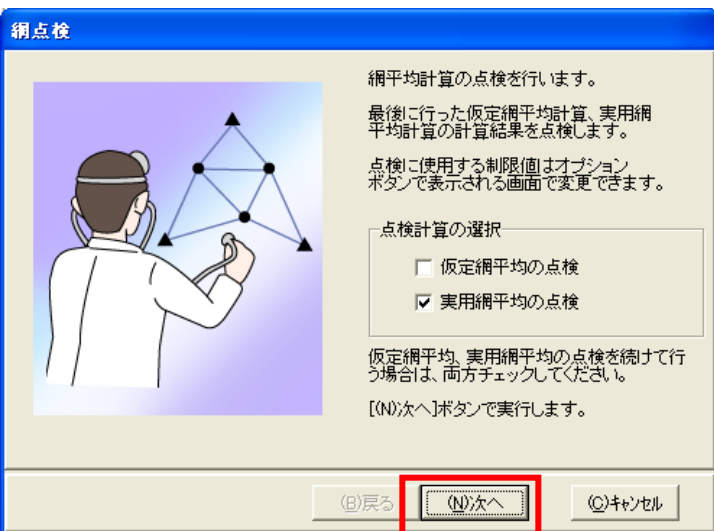 網点検
網平均計算の点検を行います。
最後に行った仮定網平均計算、実用網
平均計算の計算結果を点検します。
点検に使用する制限値はオプション
ボタンで表示される画面で変更できます。
点検計算の選択
仮定網平均の点検
実用網平均の点検
仮定網平均、実用網平均の点検を続けて行
う場合は、両方チェックしてください。
[(N)次へ]ボタンで実行します。
(B)戻る
(N)次へ
(C)キャンセル